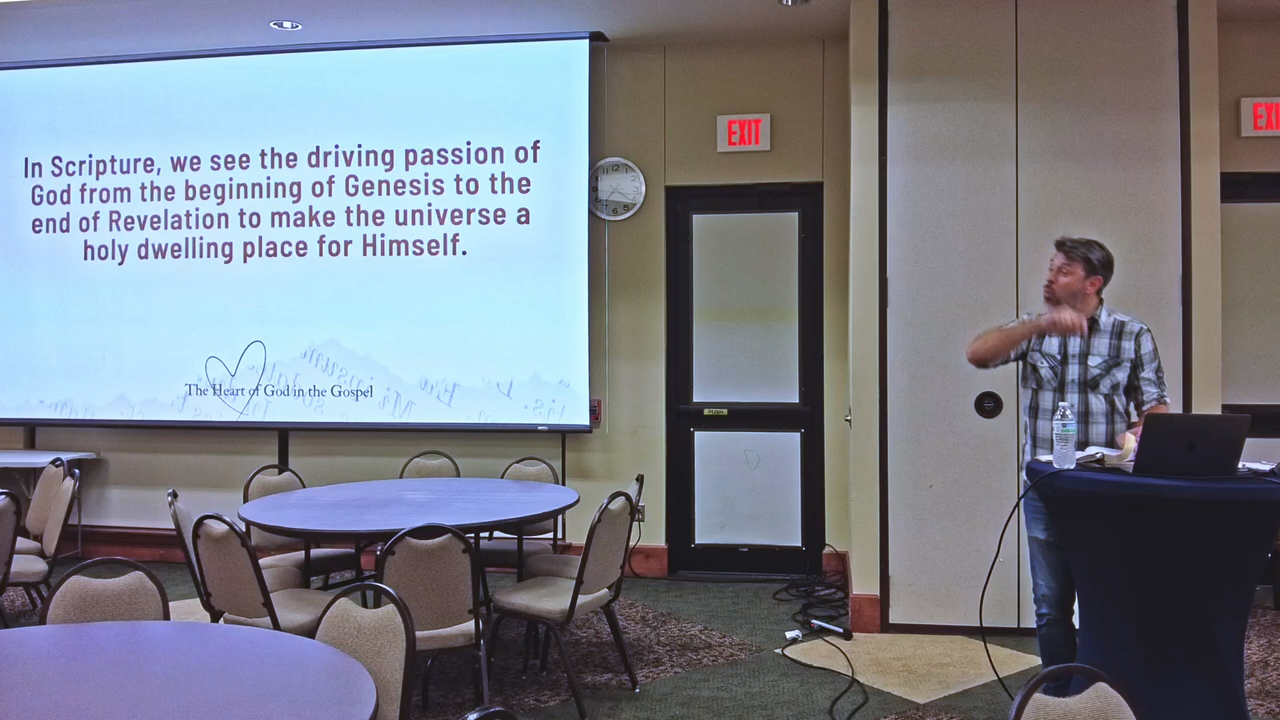 In Scripture, we see the driving passion of
God from the beginning of Genesis to the
end of Revelation to make the universe a
holy dwelling place for Himself.
The Heart of God in the Gospel
EXIT
PUSH